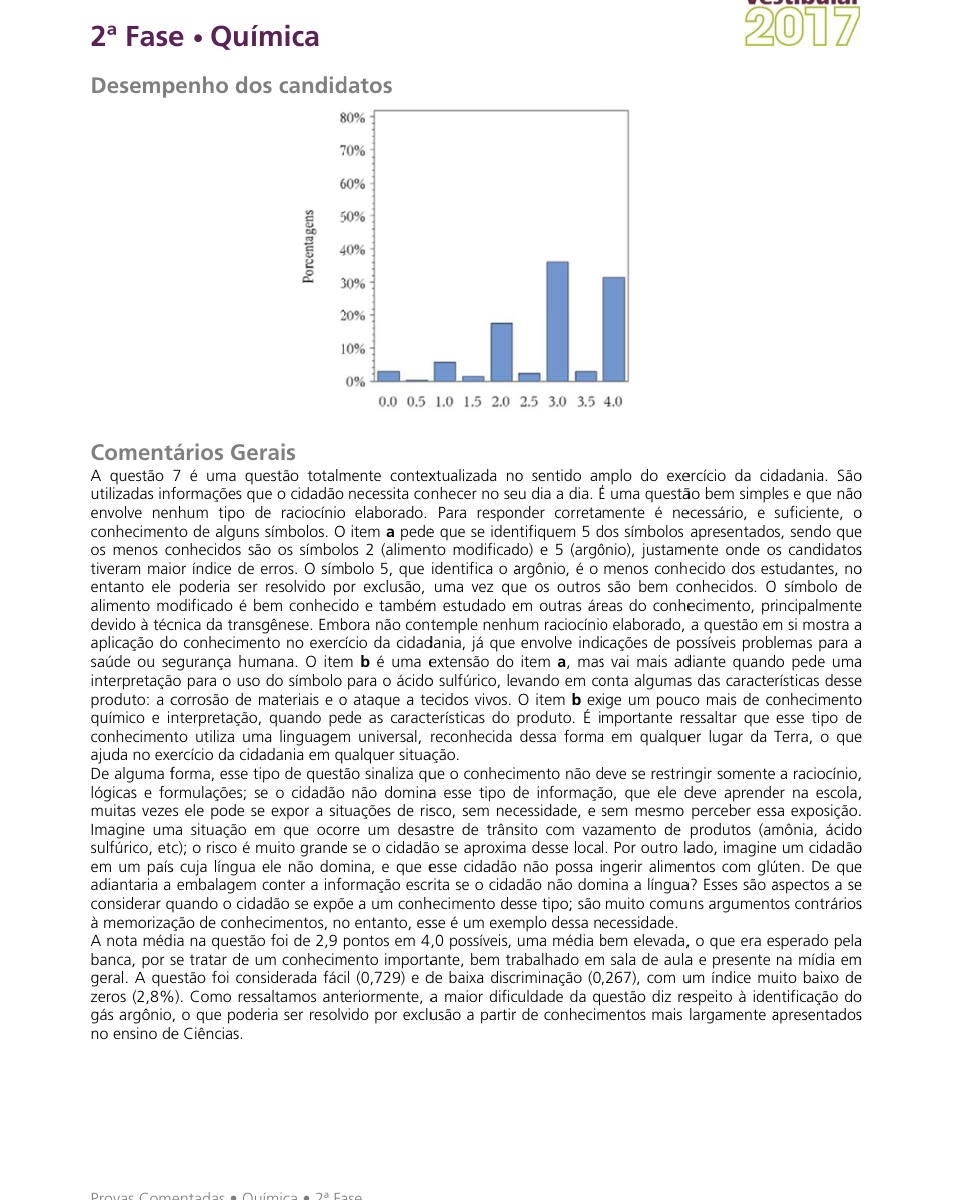 Vestibular
2017
2ª Fase • Química
Desempenho dos candidatos
80%
70%
60%
50%
40%
30%
20%
10%
0%
Porcentagens
0.0 0.5 1.0 1.5 2.0 2.5 3.0 3.5 4.0
Comentários Gerais
A questão 7 é uma questão totalmente contextualizada no sentido amplo do exercício da cidadania. São
utilizadas informações que o cidadão necessita conhecer no seu dia a dia. É uma questão bem simples e que não
envolve nenhum tipo de raciocínio elaborado. Para responder corretamente é necessário, e suficiente, o
conhecimento de alguns símbolos. O item a pede que se identifiquem 5 dos símbolos apresentados, sendo que
os menos conhecidos são os símbolos 2 (alimento modificado) e 5 (argônio), justamente onde os candidatos
tiveram maior índice de erros. O símbolo 5, que identifica o argônio, é o menos conhecido dos estudantes, no
entanto ele poderia ser resolvido por exclusão, uma vez que os outros são bem conhecidos. O símbolo de
alimento modificado é bem conhecido e também estudado em outras áreas do conhecimento, principalmente
devido à técnica da transgênese. Embora não contemple nenhum raciocínio elaborado, a questão em si mostra a
aplicação do conhecimento no exercício da cidadania, já que envolve indicações de possíveis problemas para a
saúde ou segurança humana. O item b é uma extensão do item a, mas vai mais adiante quando pede uma
interpretação para o uso do símbolo para o ácido sulfúrico, levando em conta algumas das características desse
produto: a corrosão de materiais e o ataque a tecidos vivos. O item b exige um pouco mais de conhecimento
químico e interpretação, quando pede as características do produto. É importante ressaltar que esse tipo de
conhecimento utiliza uma linguagem universal, reconhecida dessa forma em qualquer lugar da Terra, o que
ajuda no exercício da cidadania em qualquer situação.
De alguma forma, esse tipo de questão sinaliza que o conhecimento não deve se restringir somente a raciocínio,
lógicas e formulações; se o cidadão não domina esse tipo de informação, que ele deve aprender na escola,
muitas vezes ele pode se expor a situações de risco, sem necessidade, e sem mesmo perceber essa exposição.
Imagine uma situação em que ocorre um desastre de trânsito com vazamento de produtos (amônia, ácido
sulfúrico, etc); o risco é muito grande se o cidadão se aproxima desse local. Por outro lado, imagine um cidadão
em um país cuja língua ele não domina, e que esse cidadão não possa ingerir alimentos com glúten. De que
adiantaria a embalagem conter a informação escrita se o cidadão não domina a língua? Esses são aspectos a se
considerar quando o cidadão se expõe a um conhecimento desse tipo; são muito comuns argumentos contrários
à memorização de conhecimentos, no entanto, esse é um exemplo dessa necessidade.
A nota média na questão foi de 2,9 pontos em 4,0 possíveis, uma média bem elevada, o que era esperado pela
banca, por se tratar de um conhecimento importante, bem trabalhado em sala de aula e presente na mídia em
geral. A questão foi considerada fácil (0,729) e de baixa discriminação (0,267), com um índice muito baixo de
zeros (2,8%). Como ressaltamos anteriormente, a maior dificuldade da questão diz respeito à identificação do
gás argônio, o que poderia ser resolvido por exclusão a partir de conhecimentos mais largamente apresentados
no ensino de Ciências.
Provas Comentadas • Química • 2ª Fase